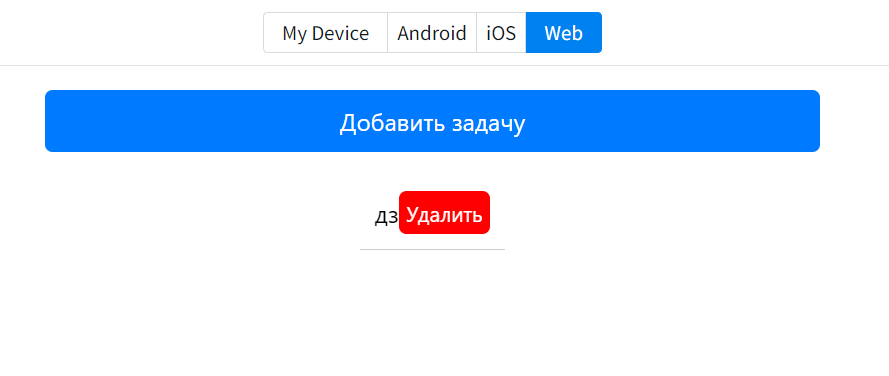 My Device Android iOS Web
Добавить задачу
дз Удалить